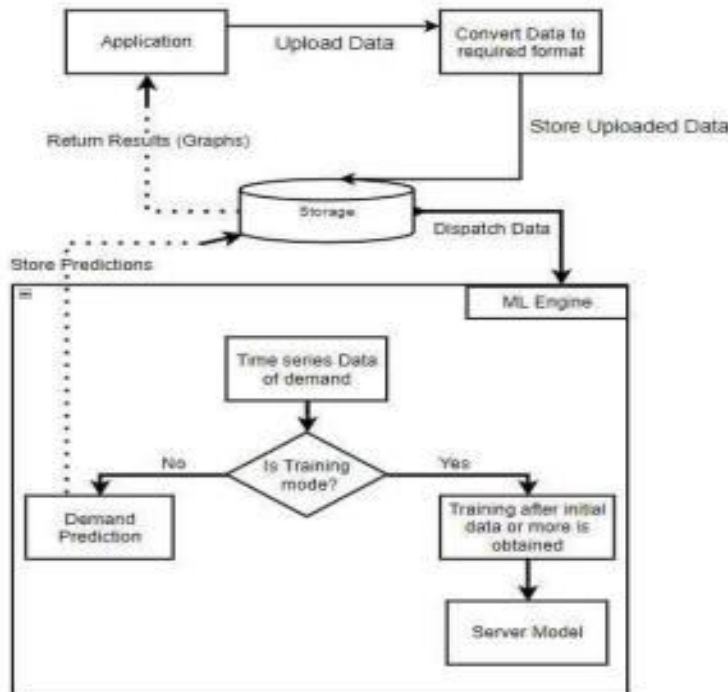 Application
Upload Data
Convert Data to
required format
Return Results (Graphs)
Store Uploaded Data
Storage
Dispatch Data
Store Predictions
ML Engine
Time series Data
of demand
Is Training
mode?
No
Yes
Demand
Prediction
Training after initial
data or more is
obtained
Server Model